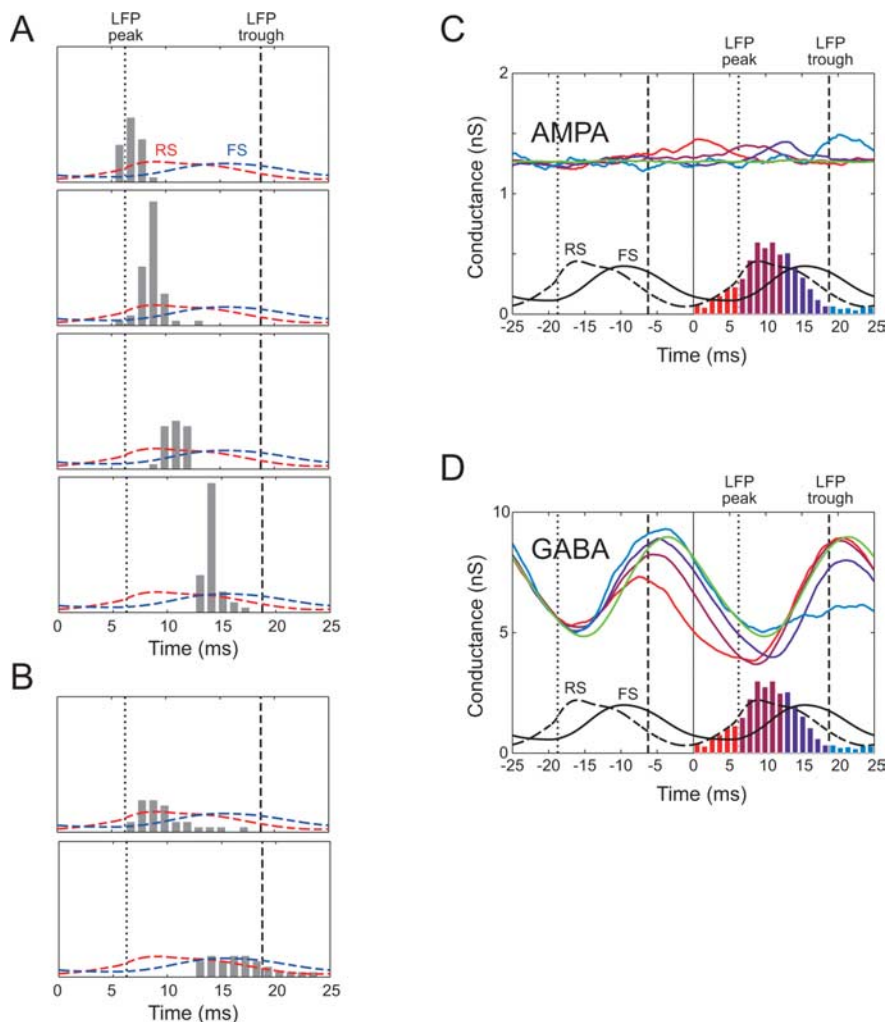 A
LFP peak
LFP trough
RS
FS
0 5 10 15 20 25
Time (ms)
B
0 5 10 15 20 25
Time (ms)
C
LFP peak
LFP trough
2
1
0
Conductance (nS)
AMPA
RS
FS
-25 -20 -15 -10 -5 0 5 10 15 20 25
Time (ms)
D
LFP peak
LFP trough
10
5
0
Conductance (nS)
GABA
RS
FS
-25 -20 -15 -10 -5 0 5 10 15 20 25
Time (ms)